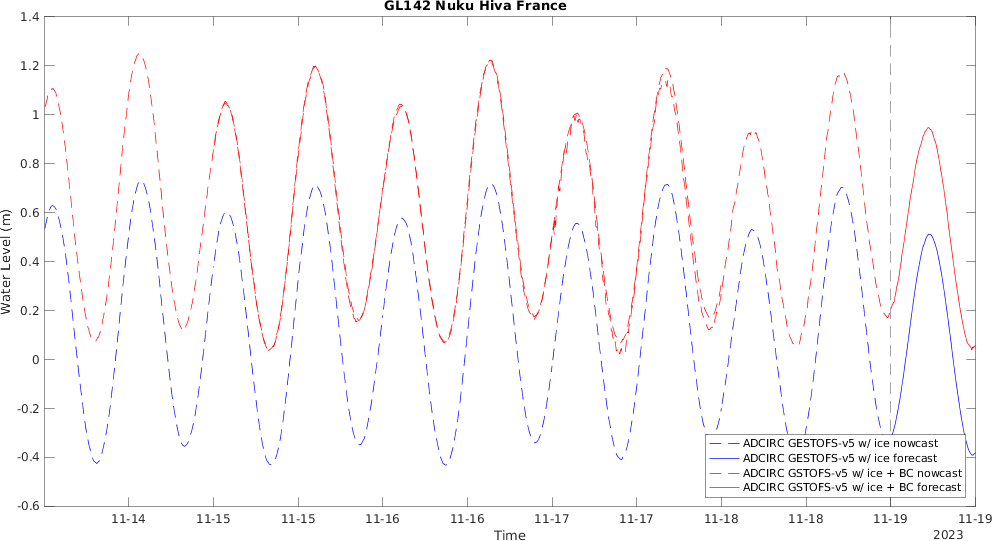 GL142 Nuku Hiva France
1.4
1.2
1
0.8
0.6
0.4
0.2
0
-0.2
-0.4
-0.6
Water Level (m)
ADCIRC GESTOFS-v5 w/ ice nowcast
ADCIRC GESTOFS-v5 w/ ice forecast
ADCIRC GSTOFS-v5 w/ ice + BC nowcast
ADCIRC GSTOFS-v5 w/ ice + BC forecast
11-14 11-15 11-15 11-16 11-16 11-17 11-17 11-18 11-18 11-19 11-19
Time
2023